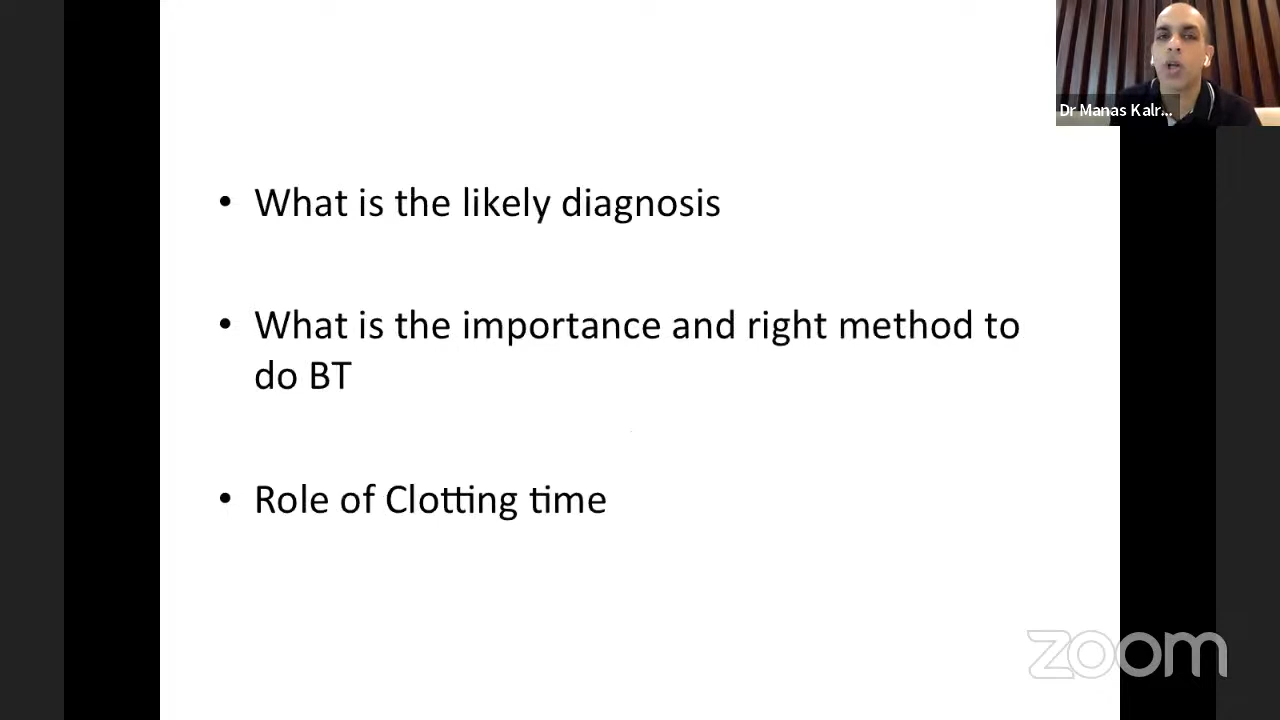 Dr Manas Kalr...
• What is the likely diagnosis
• What is the importance and right method to
do BT
• Role of Clotting time
zoom